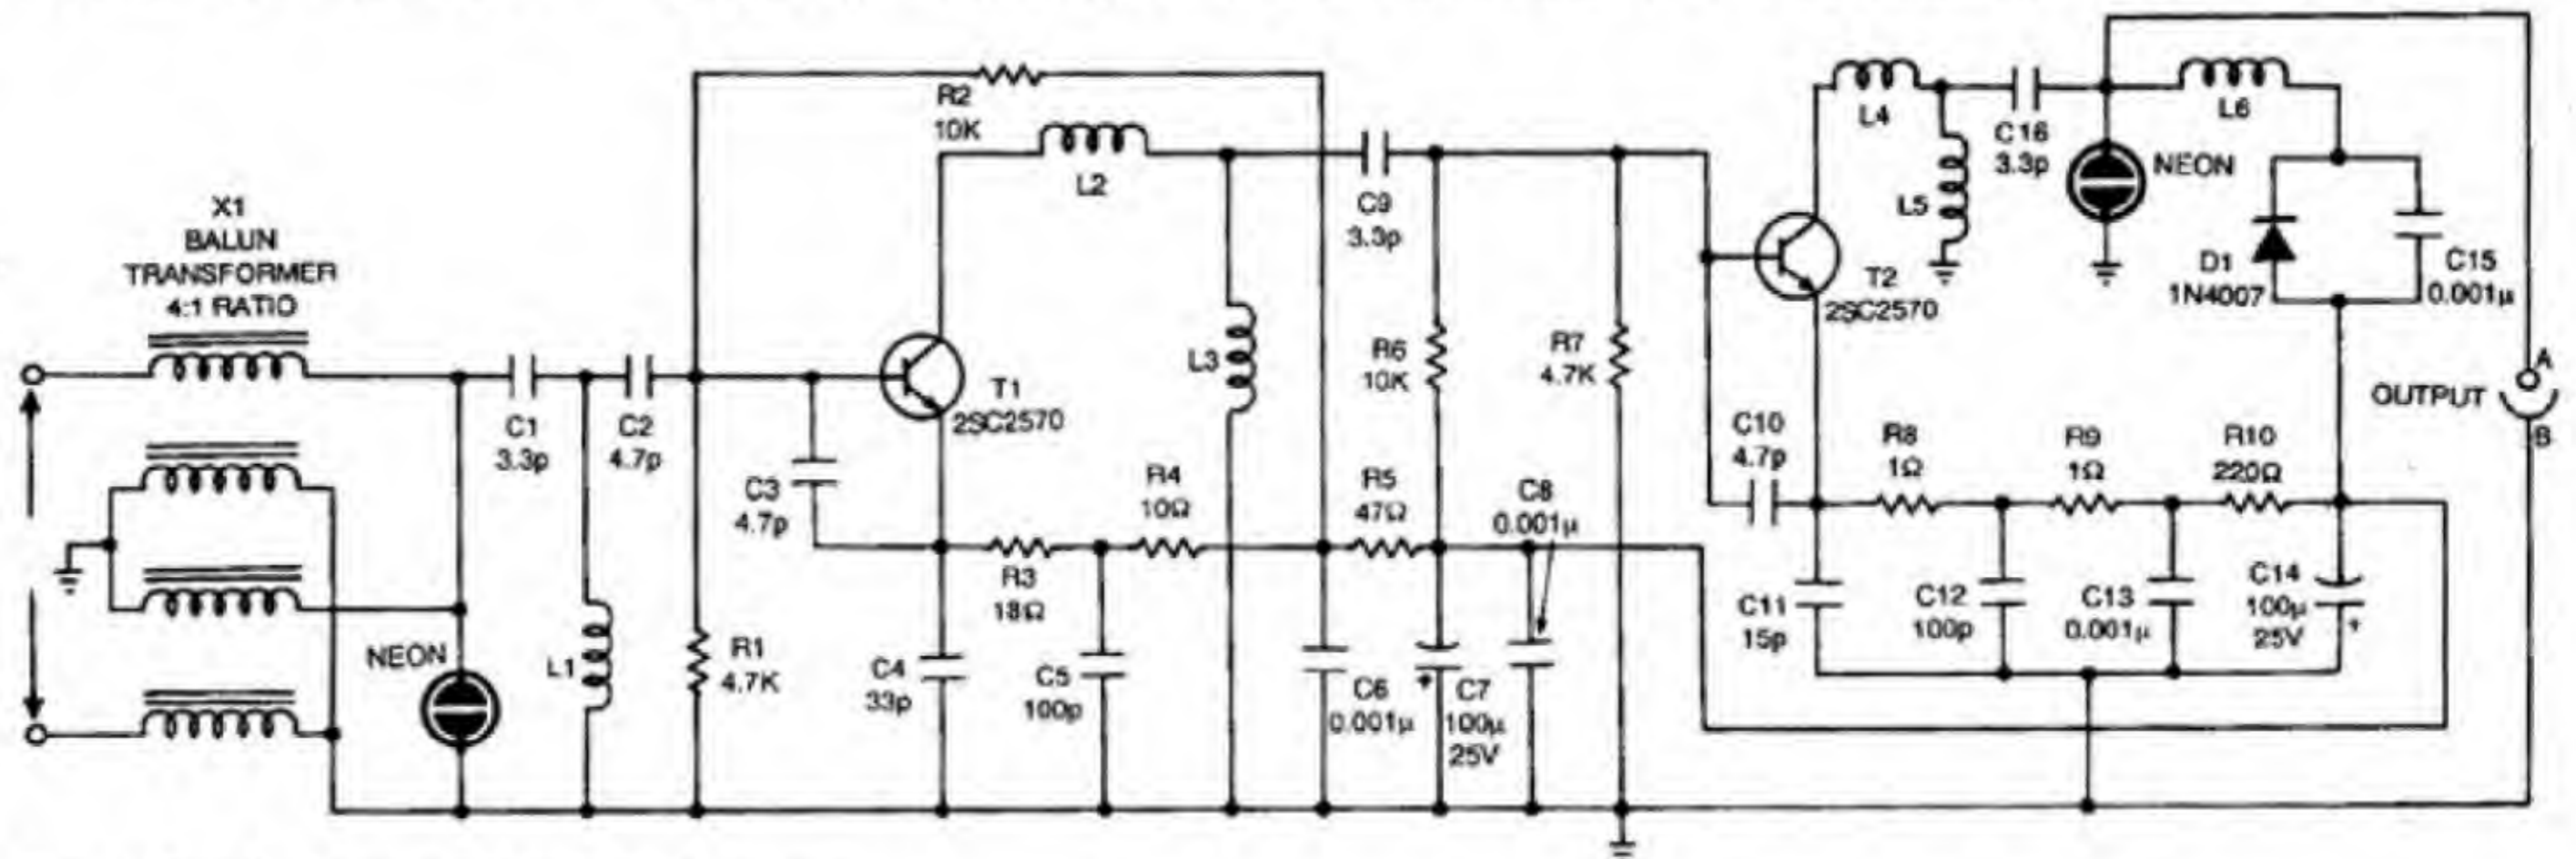 X1
BALUN
TRANSFORMER
4:1 RATIO
NEON
C1
3.3p
C2
4.7p
L1
R1
4.7K
R2
10K
L2
C3
4.7p
T1
2SC2570
R3
18Ω
C4
33p
C5
100p
R4
10Ω
L3
C9
3.3p
R6
10K
R5
47Ω
C6
0.001µ
C7
100µ
25V
+
C8
0.001µ
R7
4.7K
C10
4.7p
T2
2SC2570
L4
L5
C16
3.3p
NEON
L6
D1
1N4007
C15
0.001µ
C11
15p
R8
1Ω
C12
100p
R9
1Ω
C13
0.001µ
R10
220Ω
C14
100µ
25V
+
OUTPUT
A
B